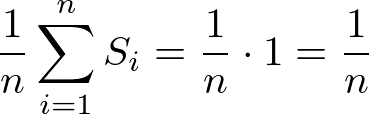 $$\frac{1}{n} \sum_{i=1}^{n} S_i = \frac{1}{n} \cdot 1 = \frac{1}{n}$$